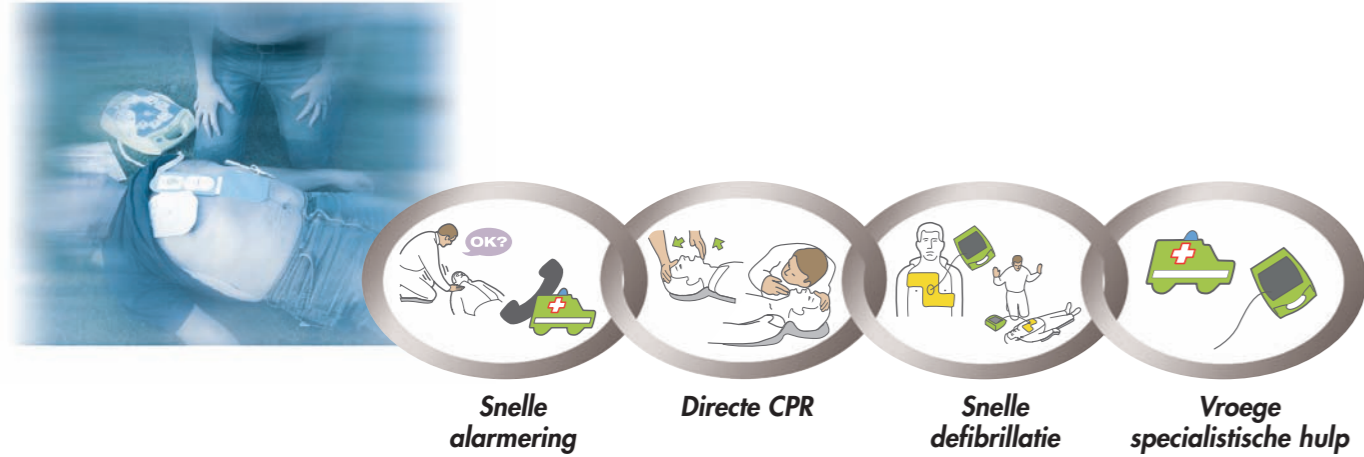 OK?
Snelle
alarmering
Directe CPR
Snelle
defibrillatie
Vroege
specialistische hulp